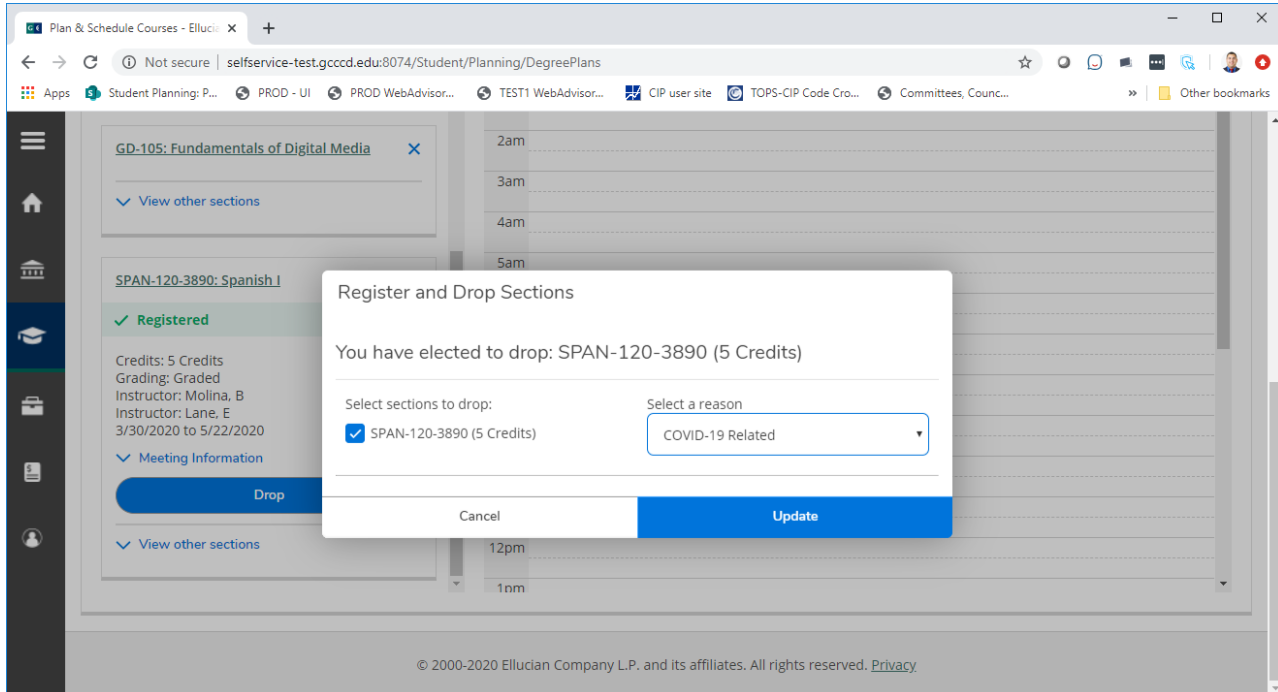 Plan & Schedule Courses - Ellucia
Not secure | selfservice-test.gcccd.edu:8074/Student/Planning/DegreePlans
Apps Student Planning: P... PROD - UI PROD WebAdvisor... TEST1 WebAdvisor... CIP user site TOPS-CIP Code Cro... Committees, Counc... » Other bookmarks
GD-105: Fundamentals of Digital Media
View other sections
SPAN-120-3890: Spanish I
Registered
Credits: 5 Credits
Grading: Graded
Instructor: Molina, B
Instructor: Lane, E
3/30/2020 to 5/22/2020
Meeting Information
Drop
View other sections
2am
3am
4am
5am
12pm
1pm
Register and Drop Sections
You have elected to drop: SPAN-120-3890 (5 Credits)
Select sections to drop:
SPAN-120-3890 (5 Credits)
Select a reason
COVID-19 Related
Cancel
Update
© 2000-2020 Ellucian Company L.P. and its affiliates. All rights reserved. Privacy